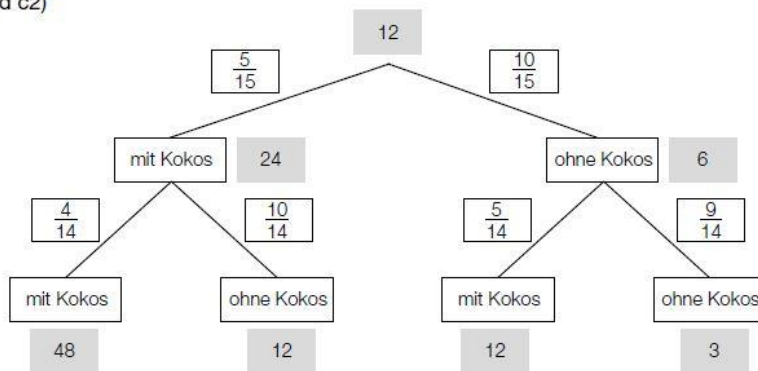 d c2)
12
5/15 10/15
mit Kokos 24 ohne Kokos 6
4/14 10/14 5/14 9/14
mit Kokos ohne Kokos mit Kokos ohne Kokos
48 12 12 3